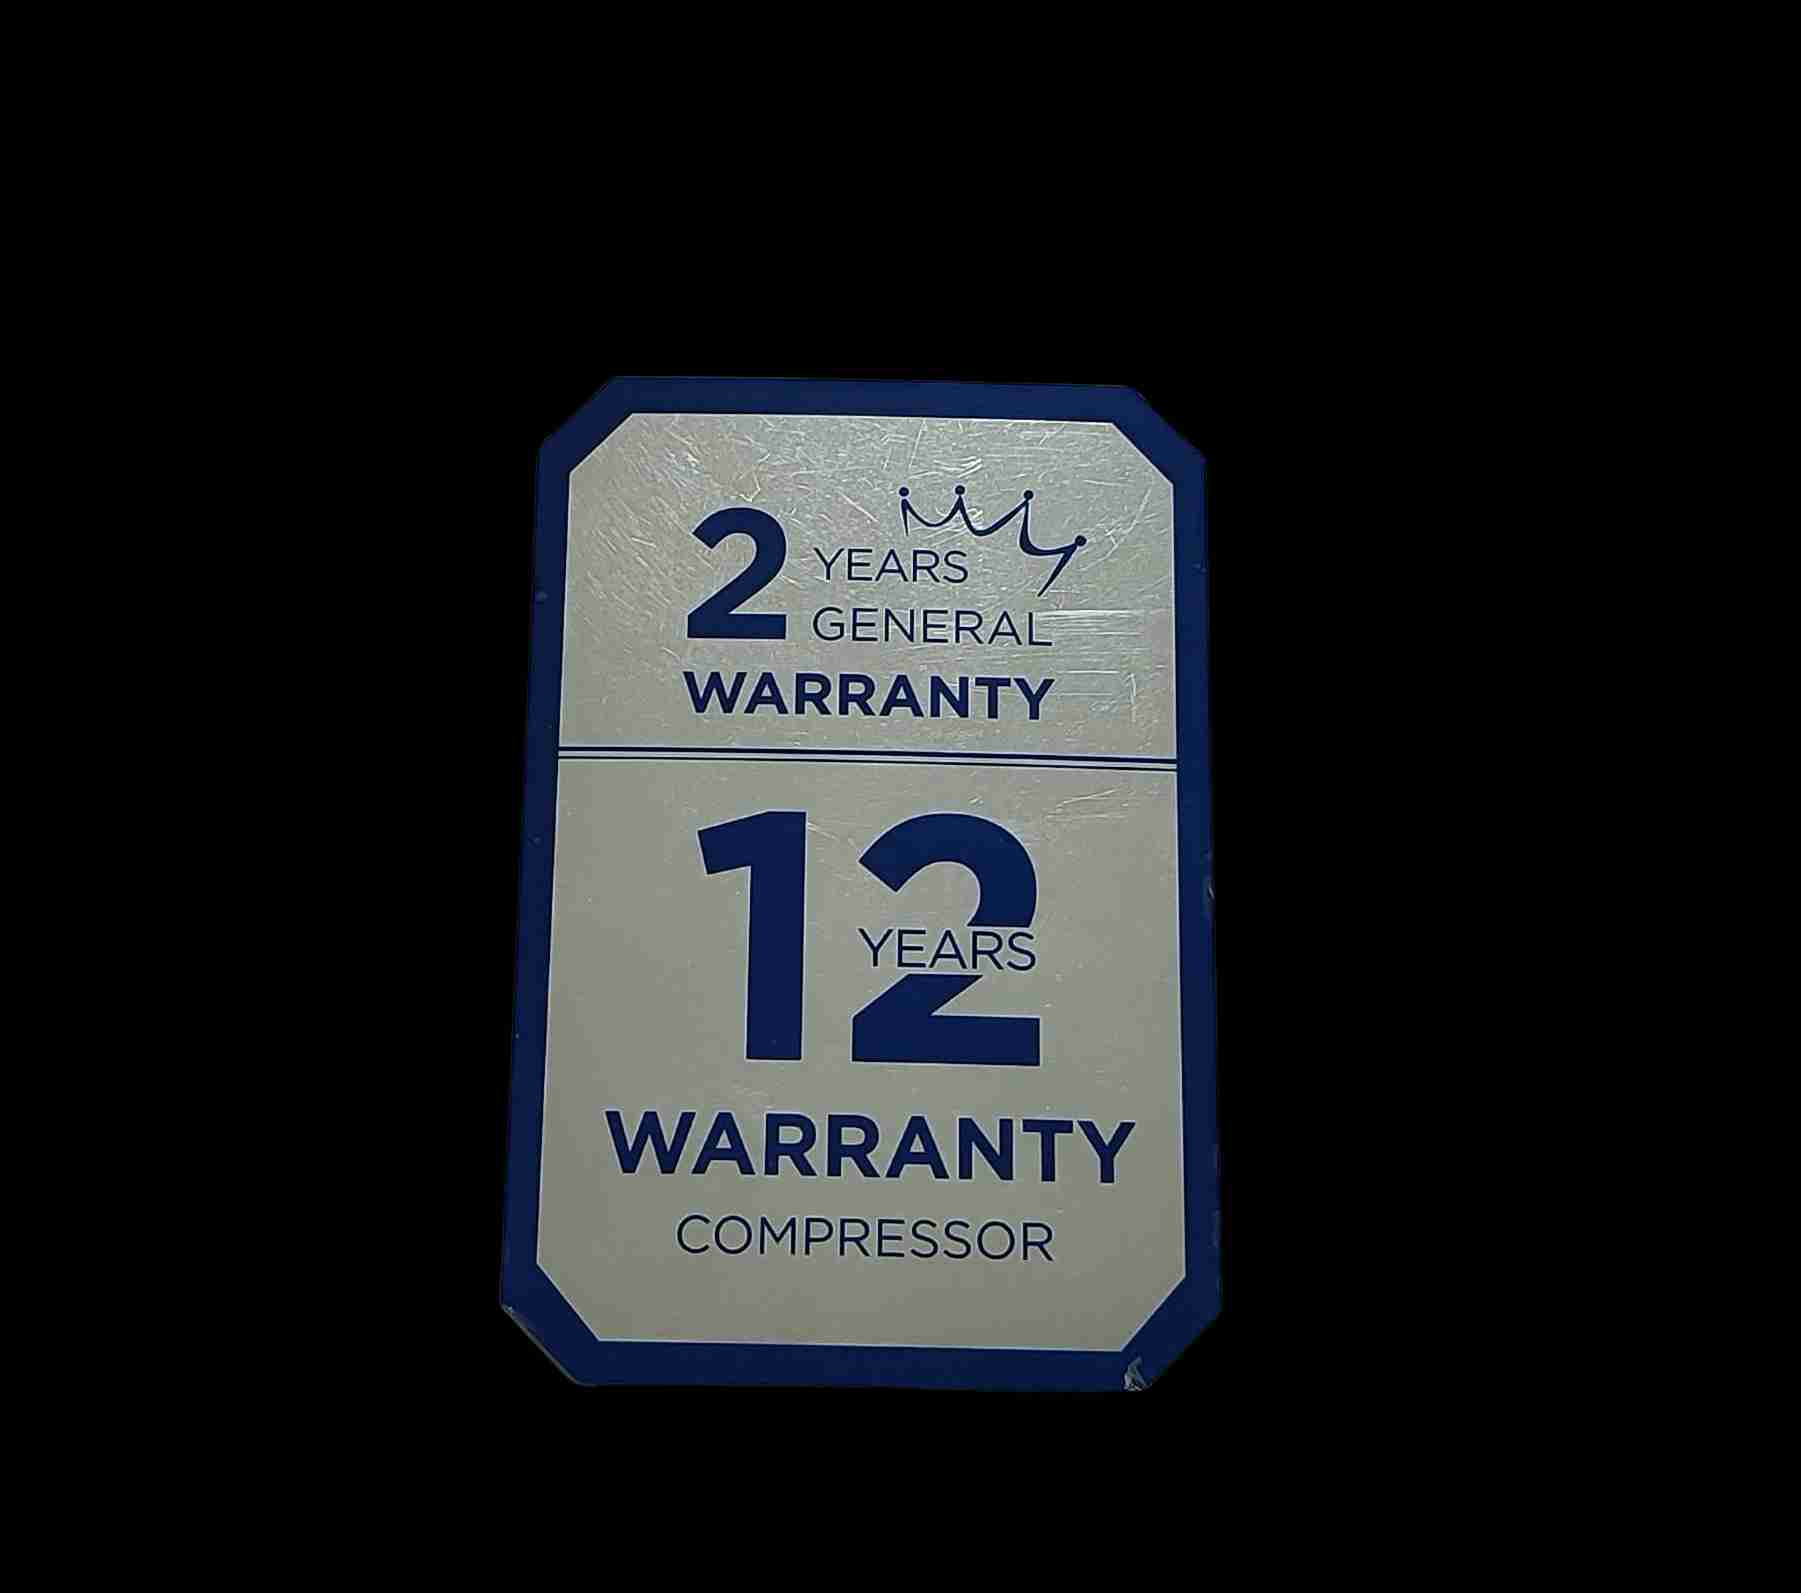 2 YEARS
GENERAL
WARRANTY
12
YEARS
WARRANTY
COMPRESSOR